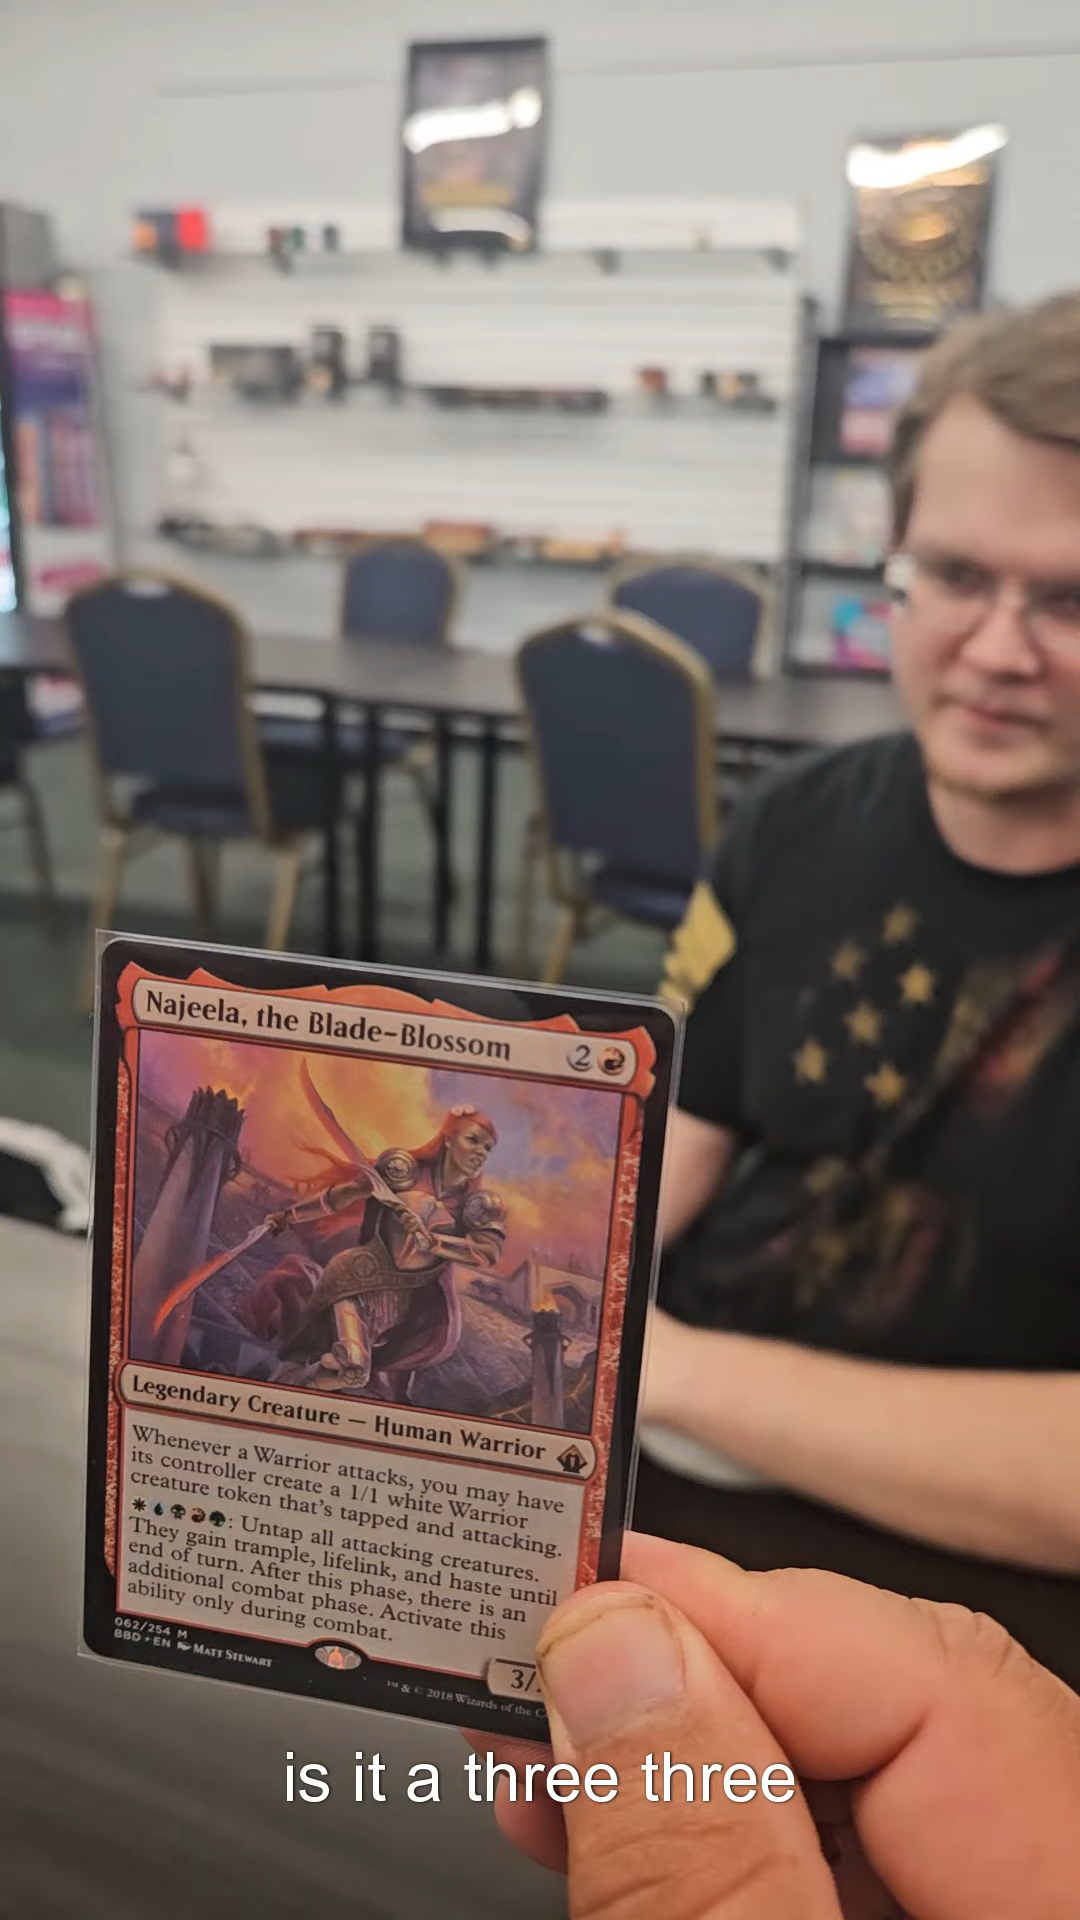 Najeela, the Blade-Blossom 2
Legendary Creature — Human Warrior
Whenever a Warrior attacks, you may have
its controller create a 1/1 white Warrior
creature token that's tapped and attacking.
: Untap all attacking creatures.
They gain trample, lifelink, and haste until
end of turn. After this phase, there is an
additional combat phase. Activate this
ability only during combat.
062/254 M
BBD • EN MATT STEWART
3/
™ & © 2018 Wizards of the C
is it a three three